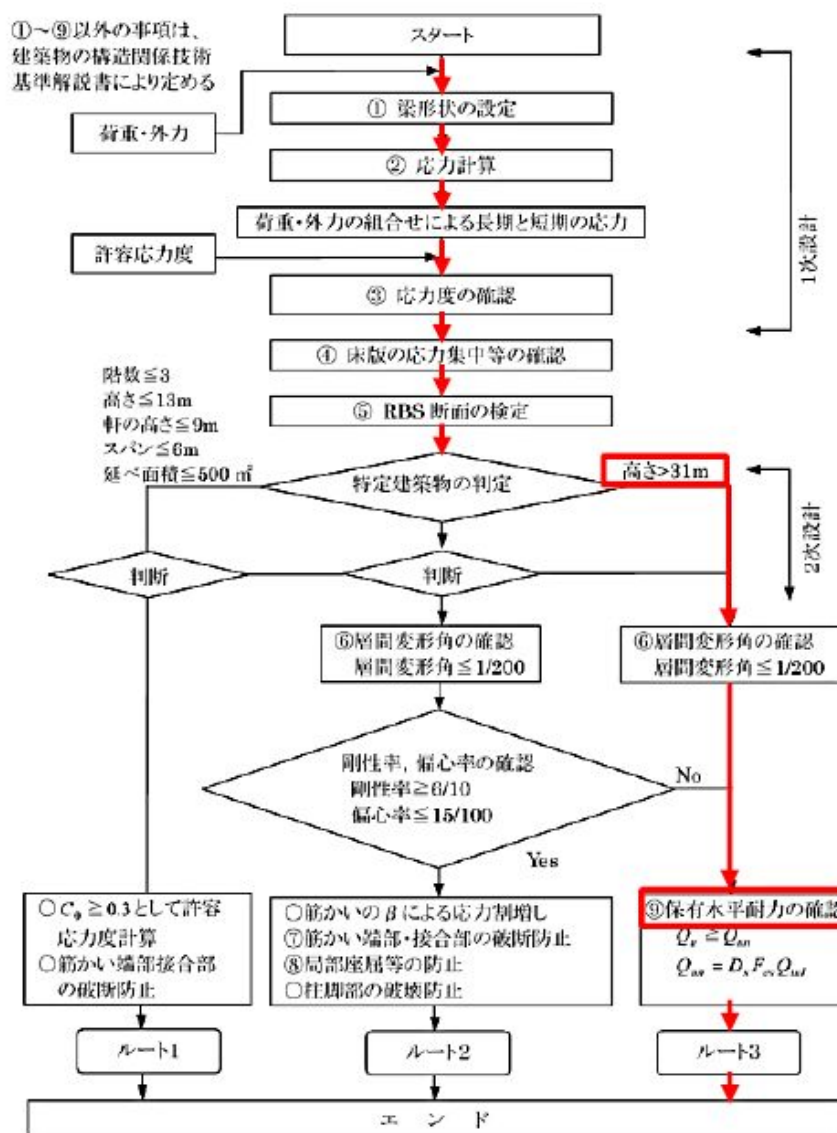 ①～⑨以外の事項は、
建築物の構造関係技術
基準解説書により定める
スタート
荷重・外力
① 梁形状の設定
② 応力計算
荷重・外力の組合せによる長期と短期の応力
許容応力度
③ 応力度の確認
1次設計
④ 床版の応力集中等の確認
⑤ RBS 断面の検定
階数≦3
高さ≦13m
軒の高さ≦9m
スパン≦6m
延べ面積≦500 ㎡
特定建築物の判定
高さ>31m
2次設計
判断
判断
⑥層間変形角の確認
層間変形角≦1/200
⑥層間変形角の確認
層間変形角≦1/200
剛性率，偏心率の確認
剛性率≧6/10
偏心率≦15/100
No
Yes
○C₀≧0.3として許容
応力度計算
○筋かい端部接合部
の破断防止
○筋かいの β による応力割増し
⑦筋かい端部・接合部の破断防止
⑧局部座屈等の防止
○柱脚部の破壊防止
⑨保有水平耐力の確認
Qu ≧ Qun
Qun = Ds Fes Qud
ルート1
ルート2
ルート3
エンド